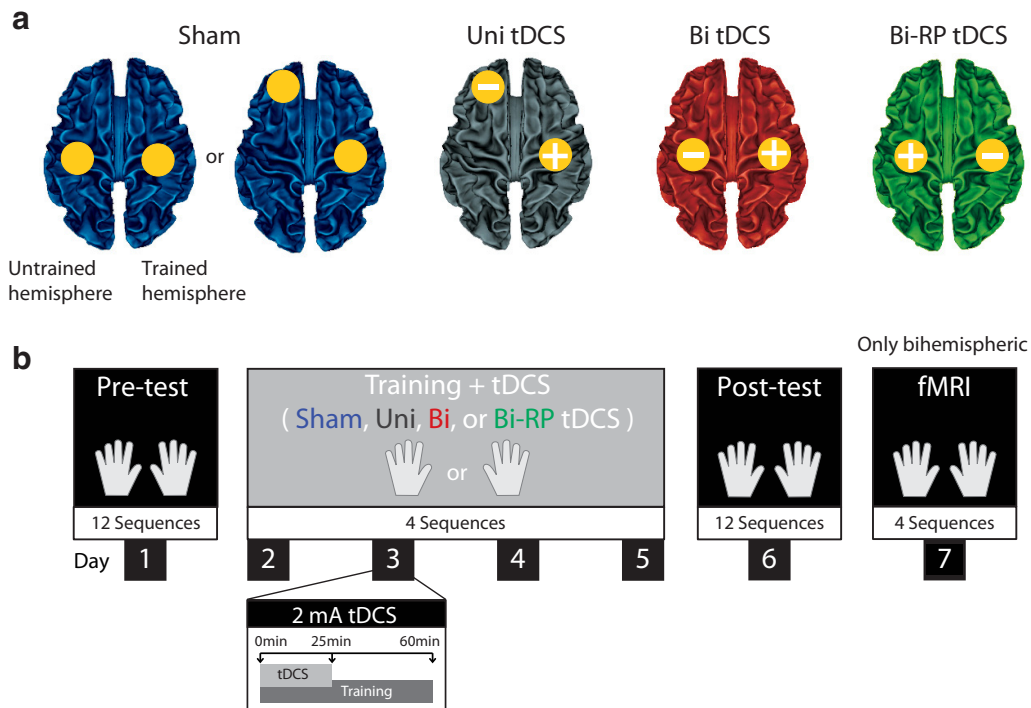 a
Sham
Uni tDCS
Bi tDCS
Bi-RP tDCS
or
−
+
−
+
+
−
Untrained
hemisphere
Trained
hemisphere
b
Only bihemispheric
Pre-test
Training + tDCS
( Sham, Uni, Bi, or Bi-RP tDCS )
or
Post-test
fMRI
12 Sequences
4 Sequences
12 Sequences
4 Sequences
Day 1 2 3 4 5 6 7
2 mA tDCS
0min 25min 60min
tDCS
Training